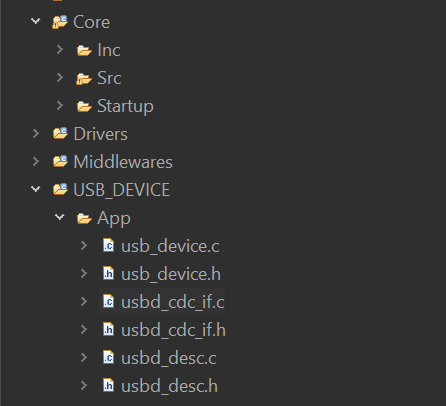 Core
Inc
Src
Startup
Drivers
Middlewares
USB_DEVICE
App
usb_device.c
usb_device.h
usbd_cdc_if.c
usbd_cdc_if.h
usbd_desc.c
usbd_desc.h